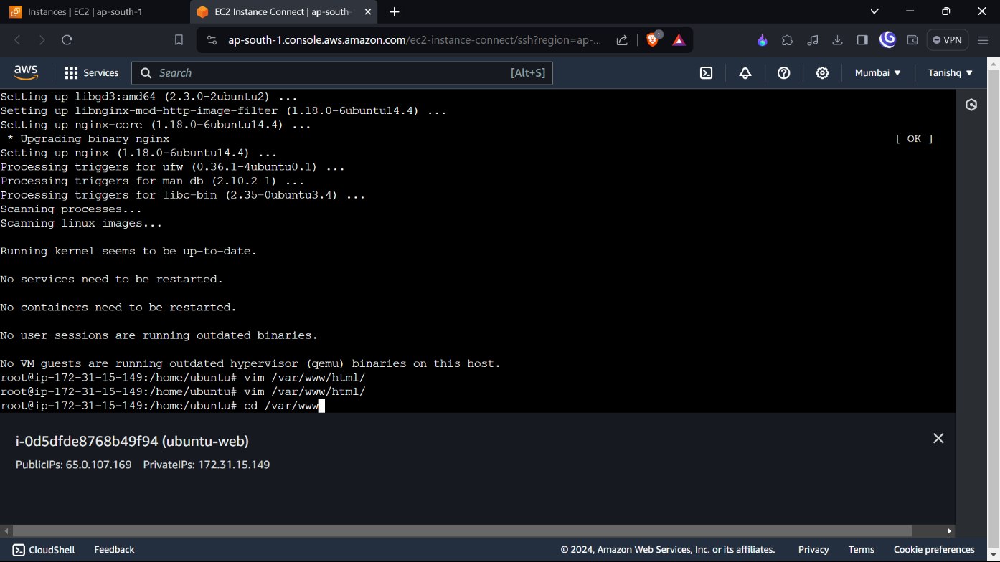 Instances | EC2 | ap-south-1
EC2 Instance Connect | ap-south-
ap-south-1.console.aws.amazon.com/ec2-instance-connect/ssh?region=ap-...
1
VPN
aws
Services
Search
[Alt+S]
Mumbai
Tanishq
Setting up libgd3:amd64 (2.3.0-2ubuntu2) ...
Setting up libnginx-mod-http-image-filter (1.18.0-6ubuntu14.4) ...
Setting up nginx-core (1.18.0-6ubuntu14.4) ...
* Upgrading binary nginx [ OK ]
Setting up nginx (1.18.0-6ubuntu14.4) ...
Processing triggers for ufw (0.36.1-4ubuntu0.1) ...
Processing triggers for man-db (2.10.2-1) ...
Processing triggers for libc-bin (2.35-0ubuntu3.4) ...
Scanning processes...
Scanning linux images...
Running kernel seems to be up-to-date.
No services need to be restarted.
No containers need to be restarted.
No user sessions are running outdated binaries.
No VM guests are running outdated hypervisor (qemu) binaries on this host.
root@ip-172-31-15-149:/home/ubuntu# vim /var/www/html/
root@ip-172-31-15-149:/home/ubuntu# vim /var/www/html/
root@ip-172-31-15-149:/home/ubuntu# cd /var/www
i-0d5dfde8768b49f94 (ubuntu-web)
PublicIPs: 65.0.107.169 PrivateIPs: 172.31.15.149
CloudShell
Feedback
© 2024, Amazon Web Services, Inc. or its affiliates.
Privacy
Terms
Cookie preferences